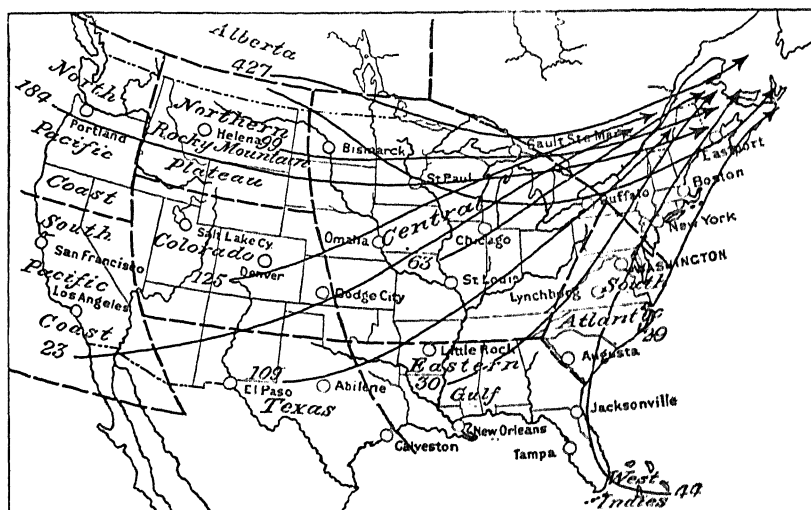 Alberta
427
North
184
Northern
Helena 99
Portland
Rocky Mountain
Bismarck
Sault Ste Mar
Pacific
Plateau
St Paul
Eastport
Boston
Coast
Central
Buffalo
South
Salt Lake Cy.
Omaha
Chicago
New York
San Francisco
Colorado
Denver
63
WASHINGTON
Pacific
125
Dodge City
St Louis
Lynchburg
South
Los Angeles
Atlantic
Coast
29
23
Little Rock
Augusta
109
Eastern
El Paso
Abilene
30
Texas
Gulf
Jacksonville
New Orleans
Galveston
Tampa
West
Indies
44